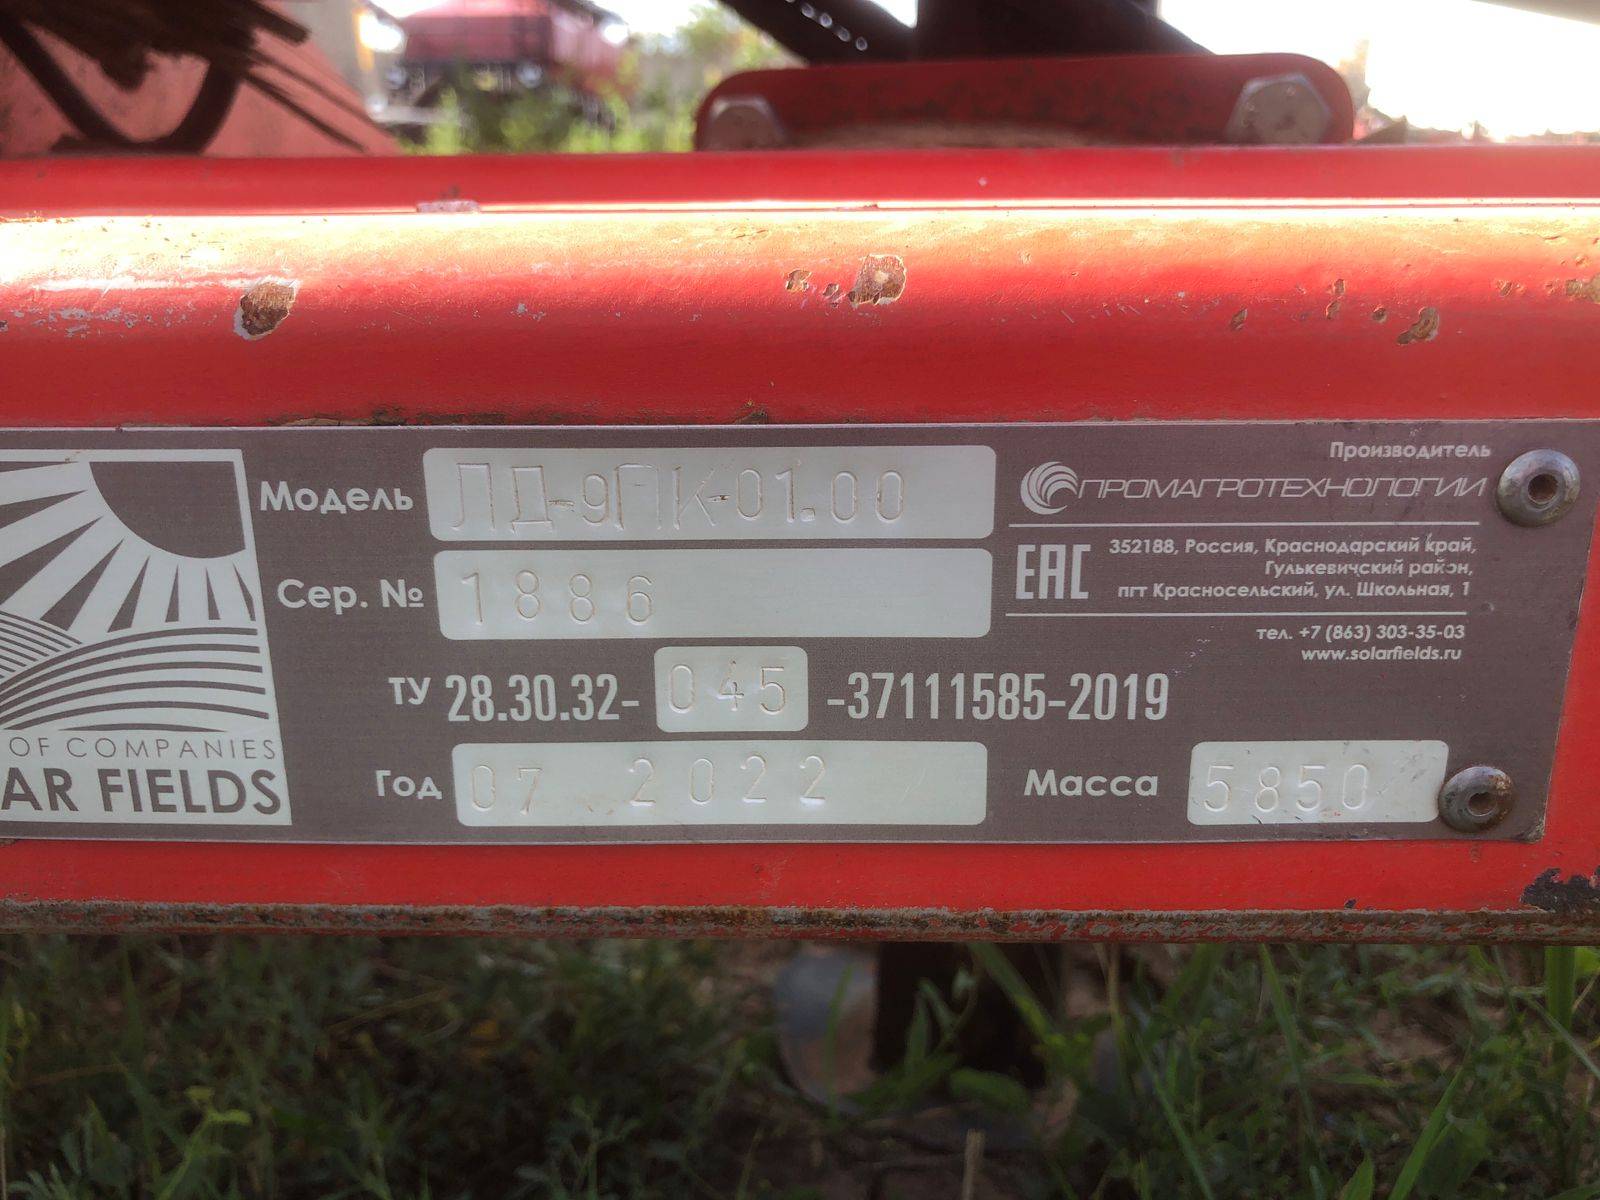 OF COMPANIES
AR FIELDS
Модель ЛД-9ПК-01.00
Сер. № 1886
ТУ 28.30.32-045-37111585-2019
Год 07 2022 Масса 5850
Производитель
ПРОМАГРОТЕХНОЛОГИИ
ЕАС 352188, Россия, Краснодарский край,
Гулькевичский район,
пгт Красносельский, ул. Школьная, 1
тел. +7 (863) 303-35-03
www.solarfields.ru